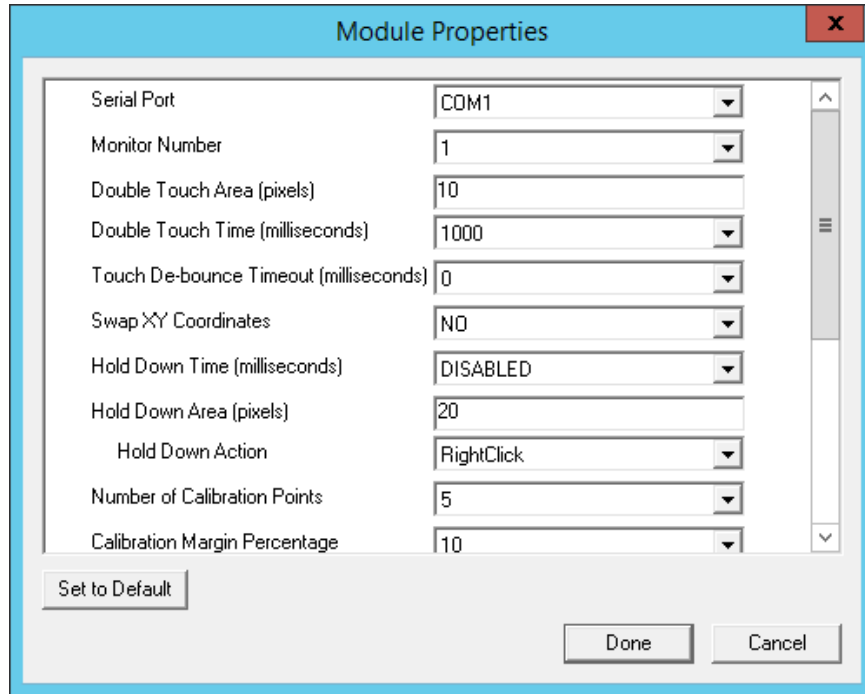 Module Properties
x
Serial Port COM1
Monitor Number 1
Double Touch Area (pixels) 10
Double Touch Time (milliseconds) 1000
Touch De-bounce Timeout (milliseconds) 0
Swap XY Coordinates NO
Hold Down Time (milliseconds) DISABLED
Hold Down Area (pixels) 20
Hold Down Action RightClick
Number of Calibration Points 5
Calibration Margin Percentage 10
Set to Default
Done Cancel